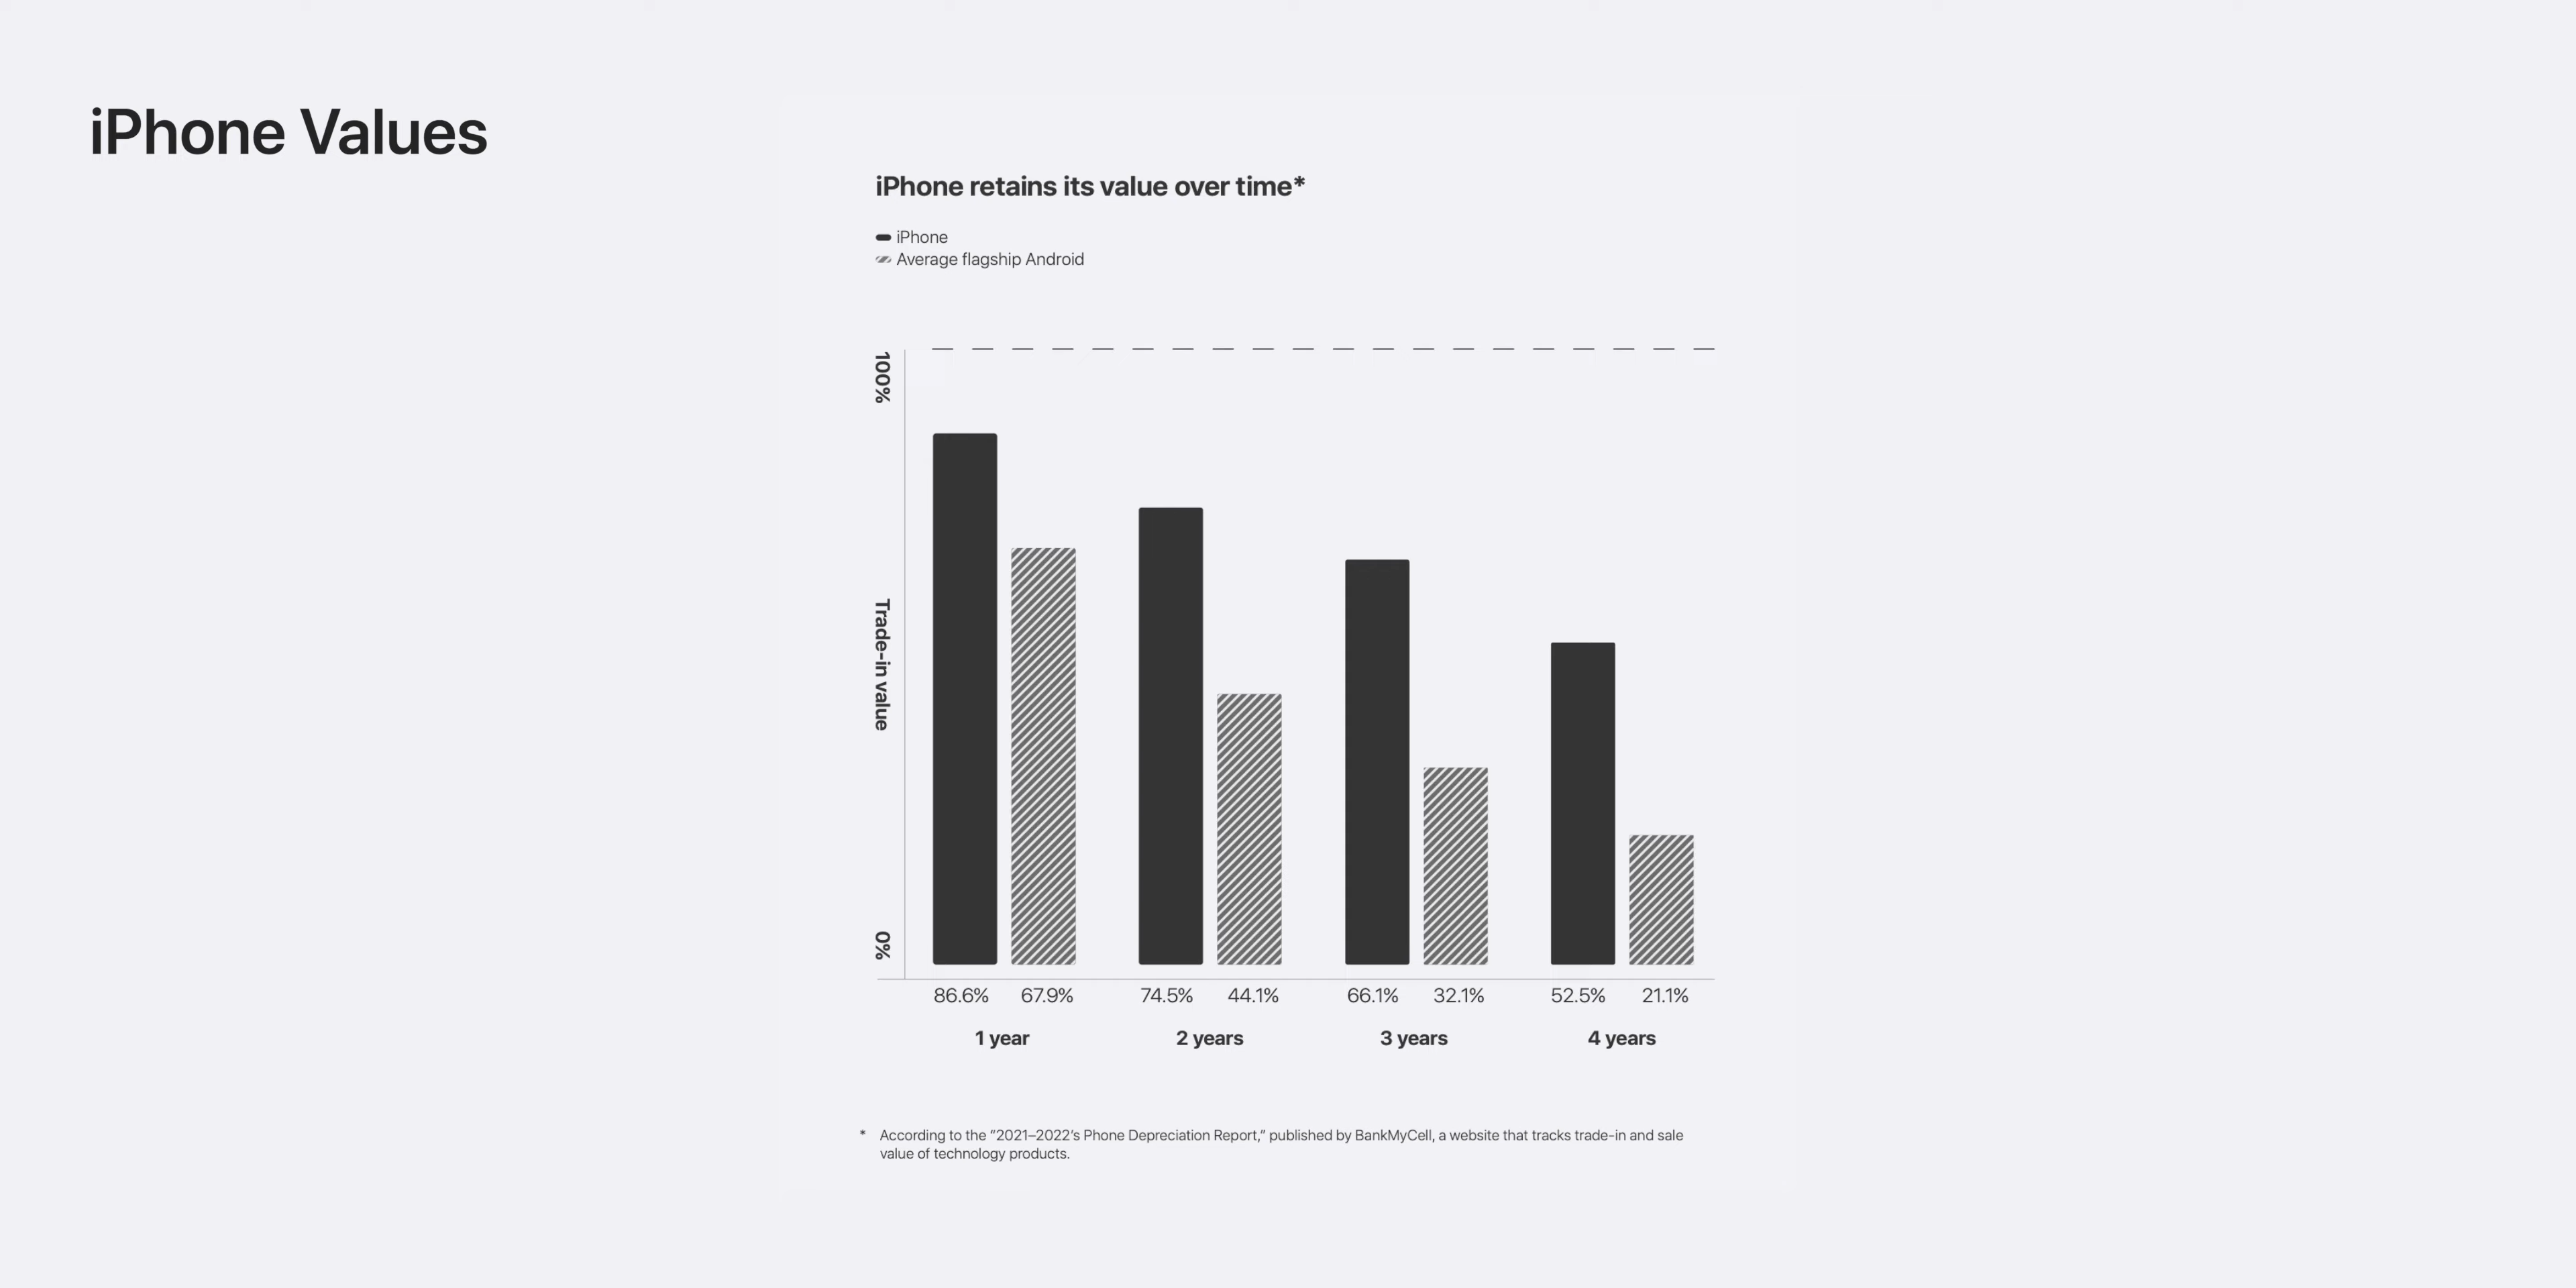 iPhone Values
iPhone retains its value over time*
iPhone
Average flagship Android
100%
Trade-in value
0%
86.6% 67.9% 74.5% 44.1% 66.1% 32.1% 52.5% 21.1%
1 year 2 years 3 years 4 years
* According to the “2021–2022’s Phone Depreciation Report,” published by BankMyCell, a website that tracks trade-in and sale
value of technology products.